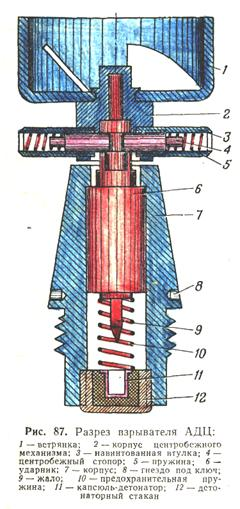 1
2
3
4
5
6
7
8
9
10
11
12
Рис. 87. Разрез взрывателя АДЦ:
1 — ветрянка; 2 — корпус центробежного
механизма; 3 — навинтованная втулка; 4 —
центробежный стопор; 5 — пружина; 6 —
ударник; 7 — корпус; 8 — гнездо под ключ;
9 — жало; 10 — предохранительная пру-
жина; 11 — капсюль-детонатор; 12 — дето-
наторный стакан